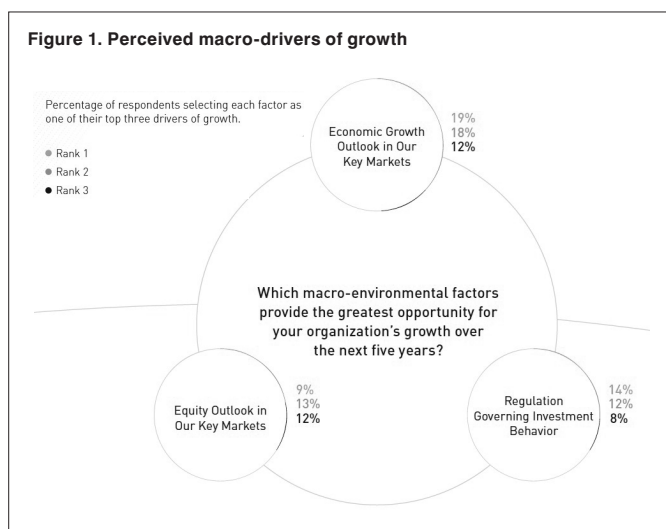 Figure 1. Perceived macro-drivers of growth
Percentage of respondents selecting each factor as
one of their top three drivers of growth.
Rank 1
Rank 2
Rank 3
Economic Growth
Outlook in Our
Key Markets
19%
18%
12%
Which macro-environmental factors
provide the greatest opportunity for
your organization's growth over
the next five years?
Equity Outlook in
Our Key Markets
9%
13%
12%
Regulation
Governing Investment
Behavior
14%
12%
8%